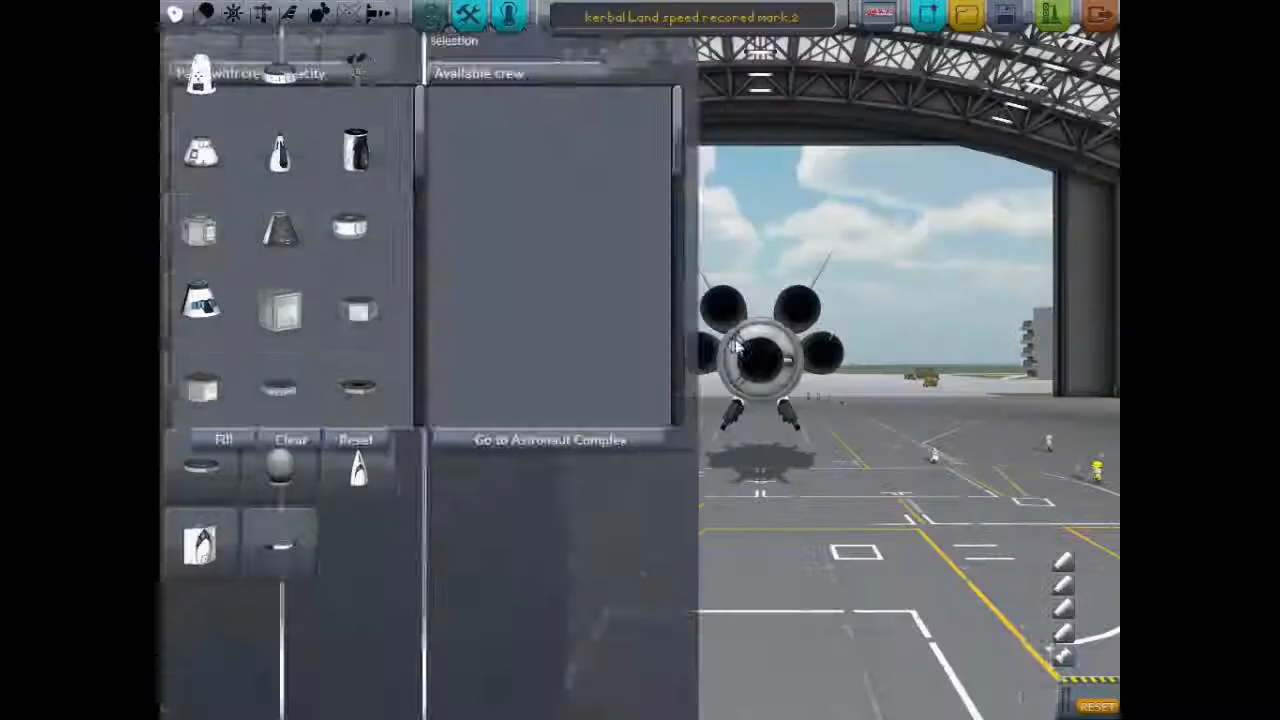 kerbal Land speed recored mark.2
selection
Available crew
Fill Clear Reset
Go to Astronaut Complex
RESET